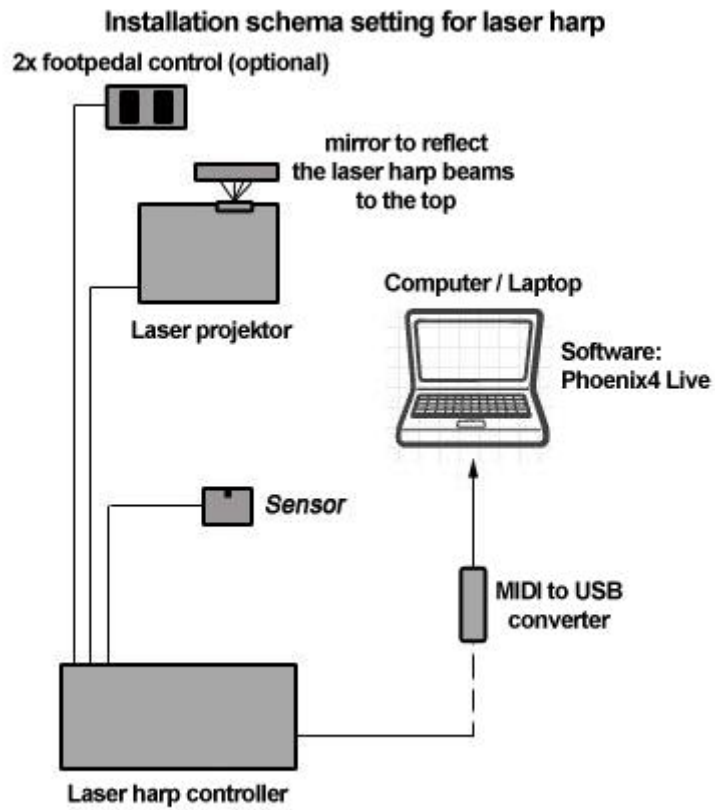 Installation schema setting for laser harp
2x footpedal control (optional)
mirror to reflect
the laser harp beams
to the top
Laser projektor
Computer / Laptop
Software:
Phoenix4 Live
Sensor
MIDI to USB
converter
Laser harp controller